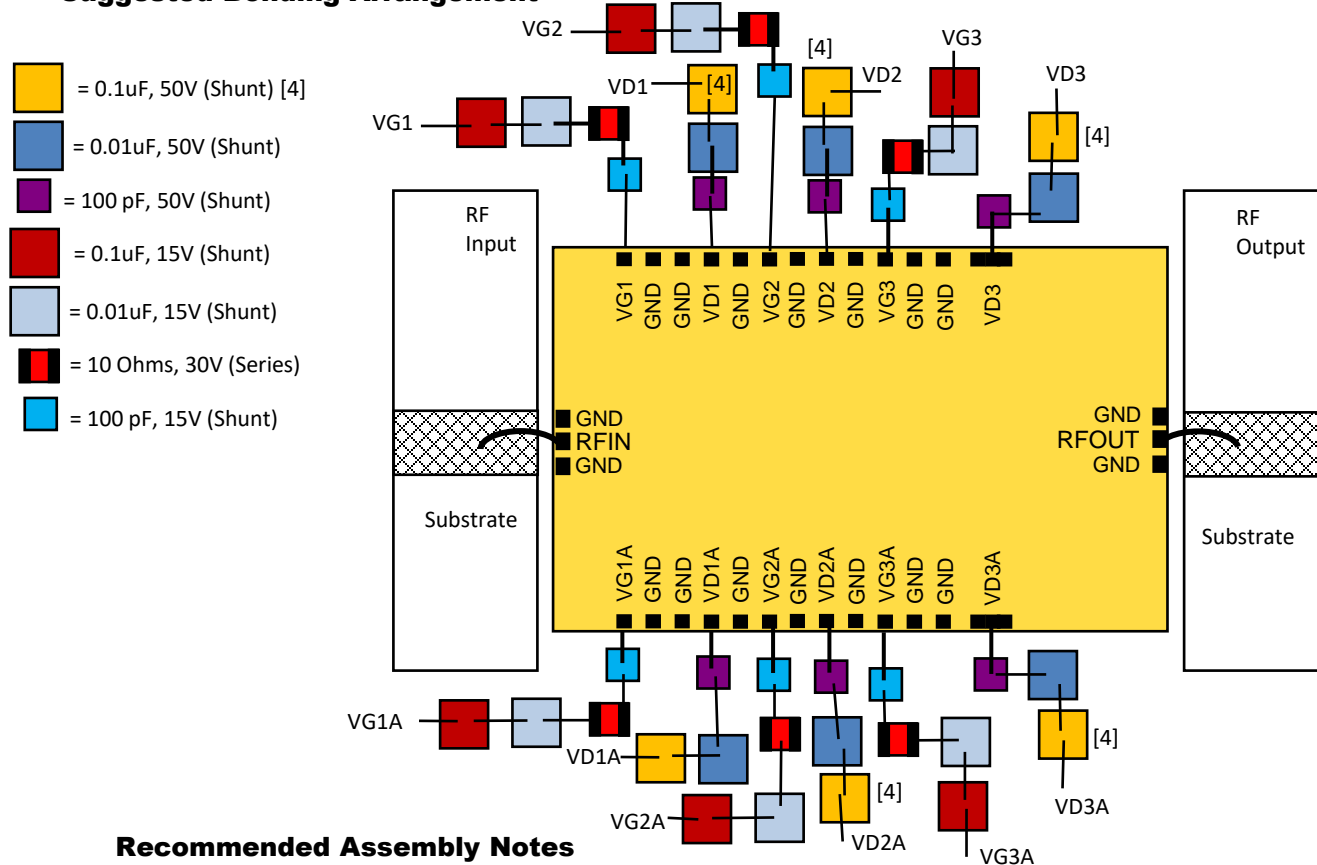 Suggested Bonding Arrangement
= 0.1uF, 50V (Shunt) [4]
= 0.01uF, 50V (Shunt)
= 100 pF, 50V (Shunt)
= 0.1uF, 15V (Shunt)
= 0.01uF, 15V (Shunt)
= 10 Ohms, 30V (Series)
= 100 pF, 15V (Shunt)
VG2
VG1
VD1
[4]
[4]
VD2
VG3
VD3
[4]
RF
Input
RF
Output
VG1
GND
GND
VD1
GND
VG2
GND
VD2
GND
VG3
GND
GND
VD3
GND
RFIN
GND
GND
RFOUT
GND
Substrate
Substrate
VG1A
GND
GND
VD1A
GND
VG2A
GND
VD2A
GND
VG3A
GND
GND
VD3A
VG1A
VD1A
VG2A
[4]
VD2A
VG3A
[4]
VD3A
Recommended Assembly Notes